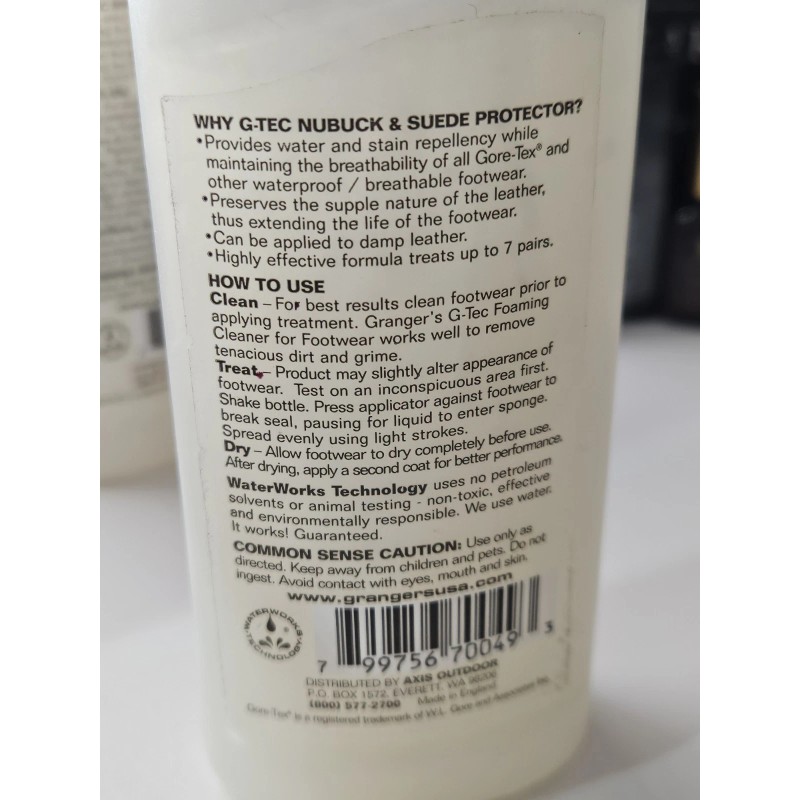 WHY G-TEC NUBUCK & SUEDE PROTECTOR?
•Provides water and stain repellency while
maintaining the breathability of all Gore-Tex® and
other waterproof / breathable footwear.
•Preserves the supple nature of the leather,
thus extending the life of the footwear.
•Can be applied to damp leather.
•Highly effective formula treats up to 7 pairs.
HOW TO USE
Clean – For best results clean footwear prior to
applying treatment. Granger's G-Tec Foaming
Cleaner for Footwear works well to remove
tenacious dirt and grime.
Treat – Product may slightly alter appearance of
footwear. Test on an inconspicuous area first.
Shake bottle. Press applicator against footwear to
break seal, pausing for liquid to enter sponge.
Spread evenly using light strokes.
Dry – Allow footwear to dry completely before use.
After drying, apply a second coat for better performance.
WaterWorks Technology uses no petroleum
solvents or animal testing - non-toxic, effective
and environmentally responsible. We use water.
It works! Guaranteed.
COMMON SENSE CAUTION: Use only as
directed. Keep away from children and pets. Do not
ingest. Avoid contact with eyes, mouth and skin.
www.grangersusa.com
WATERWORKS
TECHNOLOGY
7 99756 70049 3
DISTRIBUTED BY AXIS OUTDOOR
P.O. BOX 1572, EVERETT, WA
(800) 577-2700 Made in England
Gore-Tex® is a registered trademark of W.L. Gore and Associates Inc.